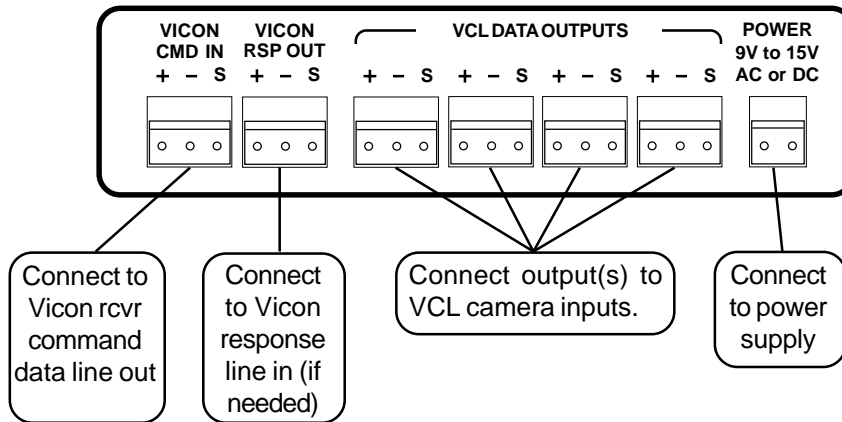 VICON
CMD IN
+ – S
VICON
RSP OUT
+ – S
VCL DATA OUTPUTS
+ – S + – S + – S + – S
POWER
9V to 15V
AC or DC
Connect to
Vicon rcvr
command
data line out
Connect
to Vicon
response
line in (if
needed)
Connect output(s) to
VCL camera inputs.
Connect
to power
supply